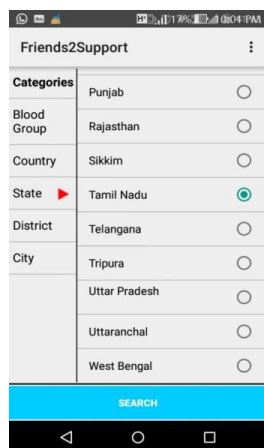 Friends2Support
Categories
Blood
Group
Country
State
District
City
Punjab
Rajasthan
Sikkim
Tamil Nadu
Telangana
Tripura
Uttar Pradesh
Uttaranchal
West Bengal
SEARCH